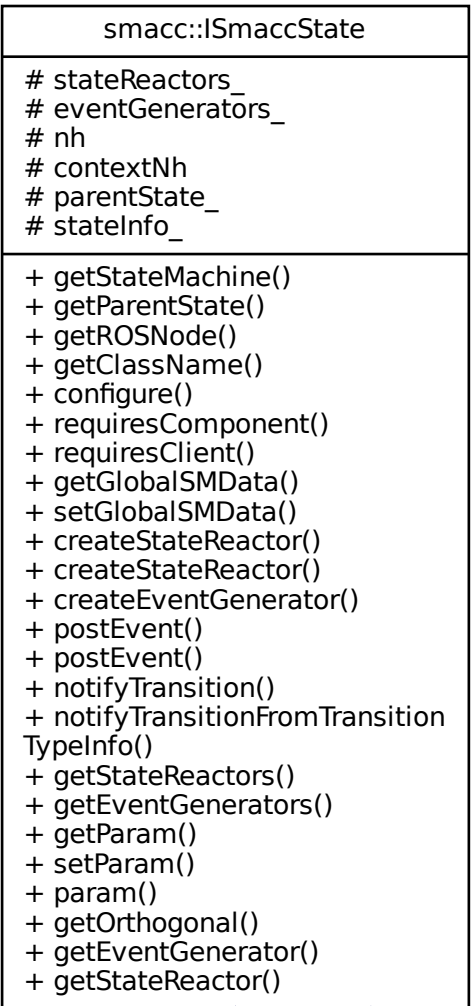 smacc::ISmaccState
# stateReactors_
# eventGenerators_
# nh
# contextNh
# parentState_
# stateInfo_
+ getStateMachine()
+ getParentState()
+ getROSNode()
+ getClassName()
+ configure()
+ requiresComponent()
+ requiresClient()
+ getGlobalSMData()
+ setGlobalSMData()
+ createStateReactor()
+ createStateReactor()
+ createEventGenerator()
+ postEvent()
+ postEvent()
+ notifyTransition()
+ notifyTransitionFromTransition
TypeInfo()
+ getStateReactors()
+ getEventGenerators()
+ getParam()
+ setParam()
+ param()
+ getOrthogonal()
+ getEventGenerator()
+ getStateReactor()